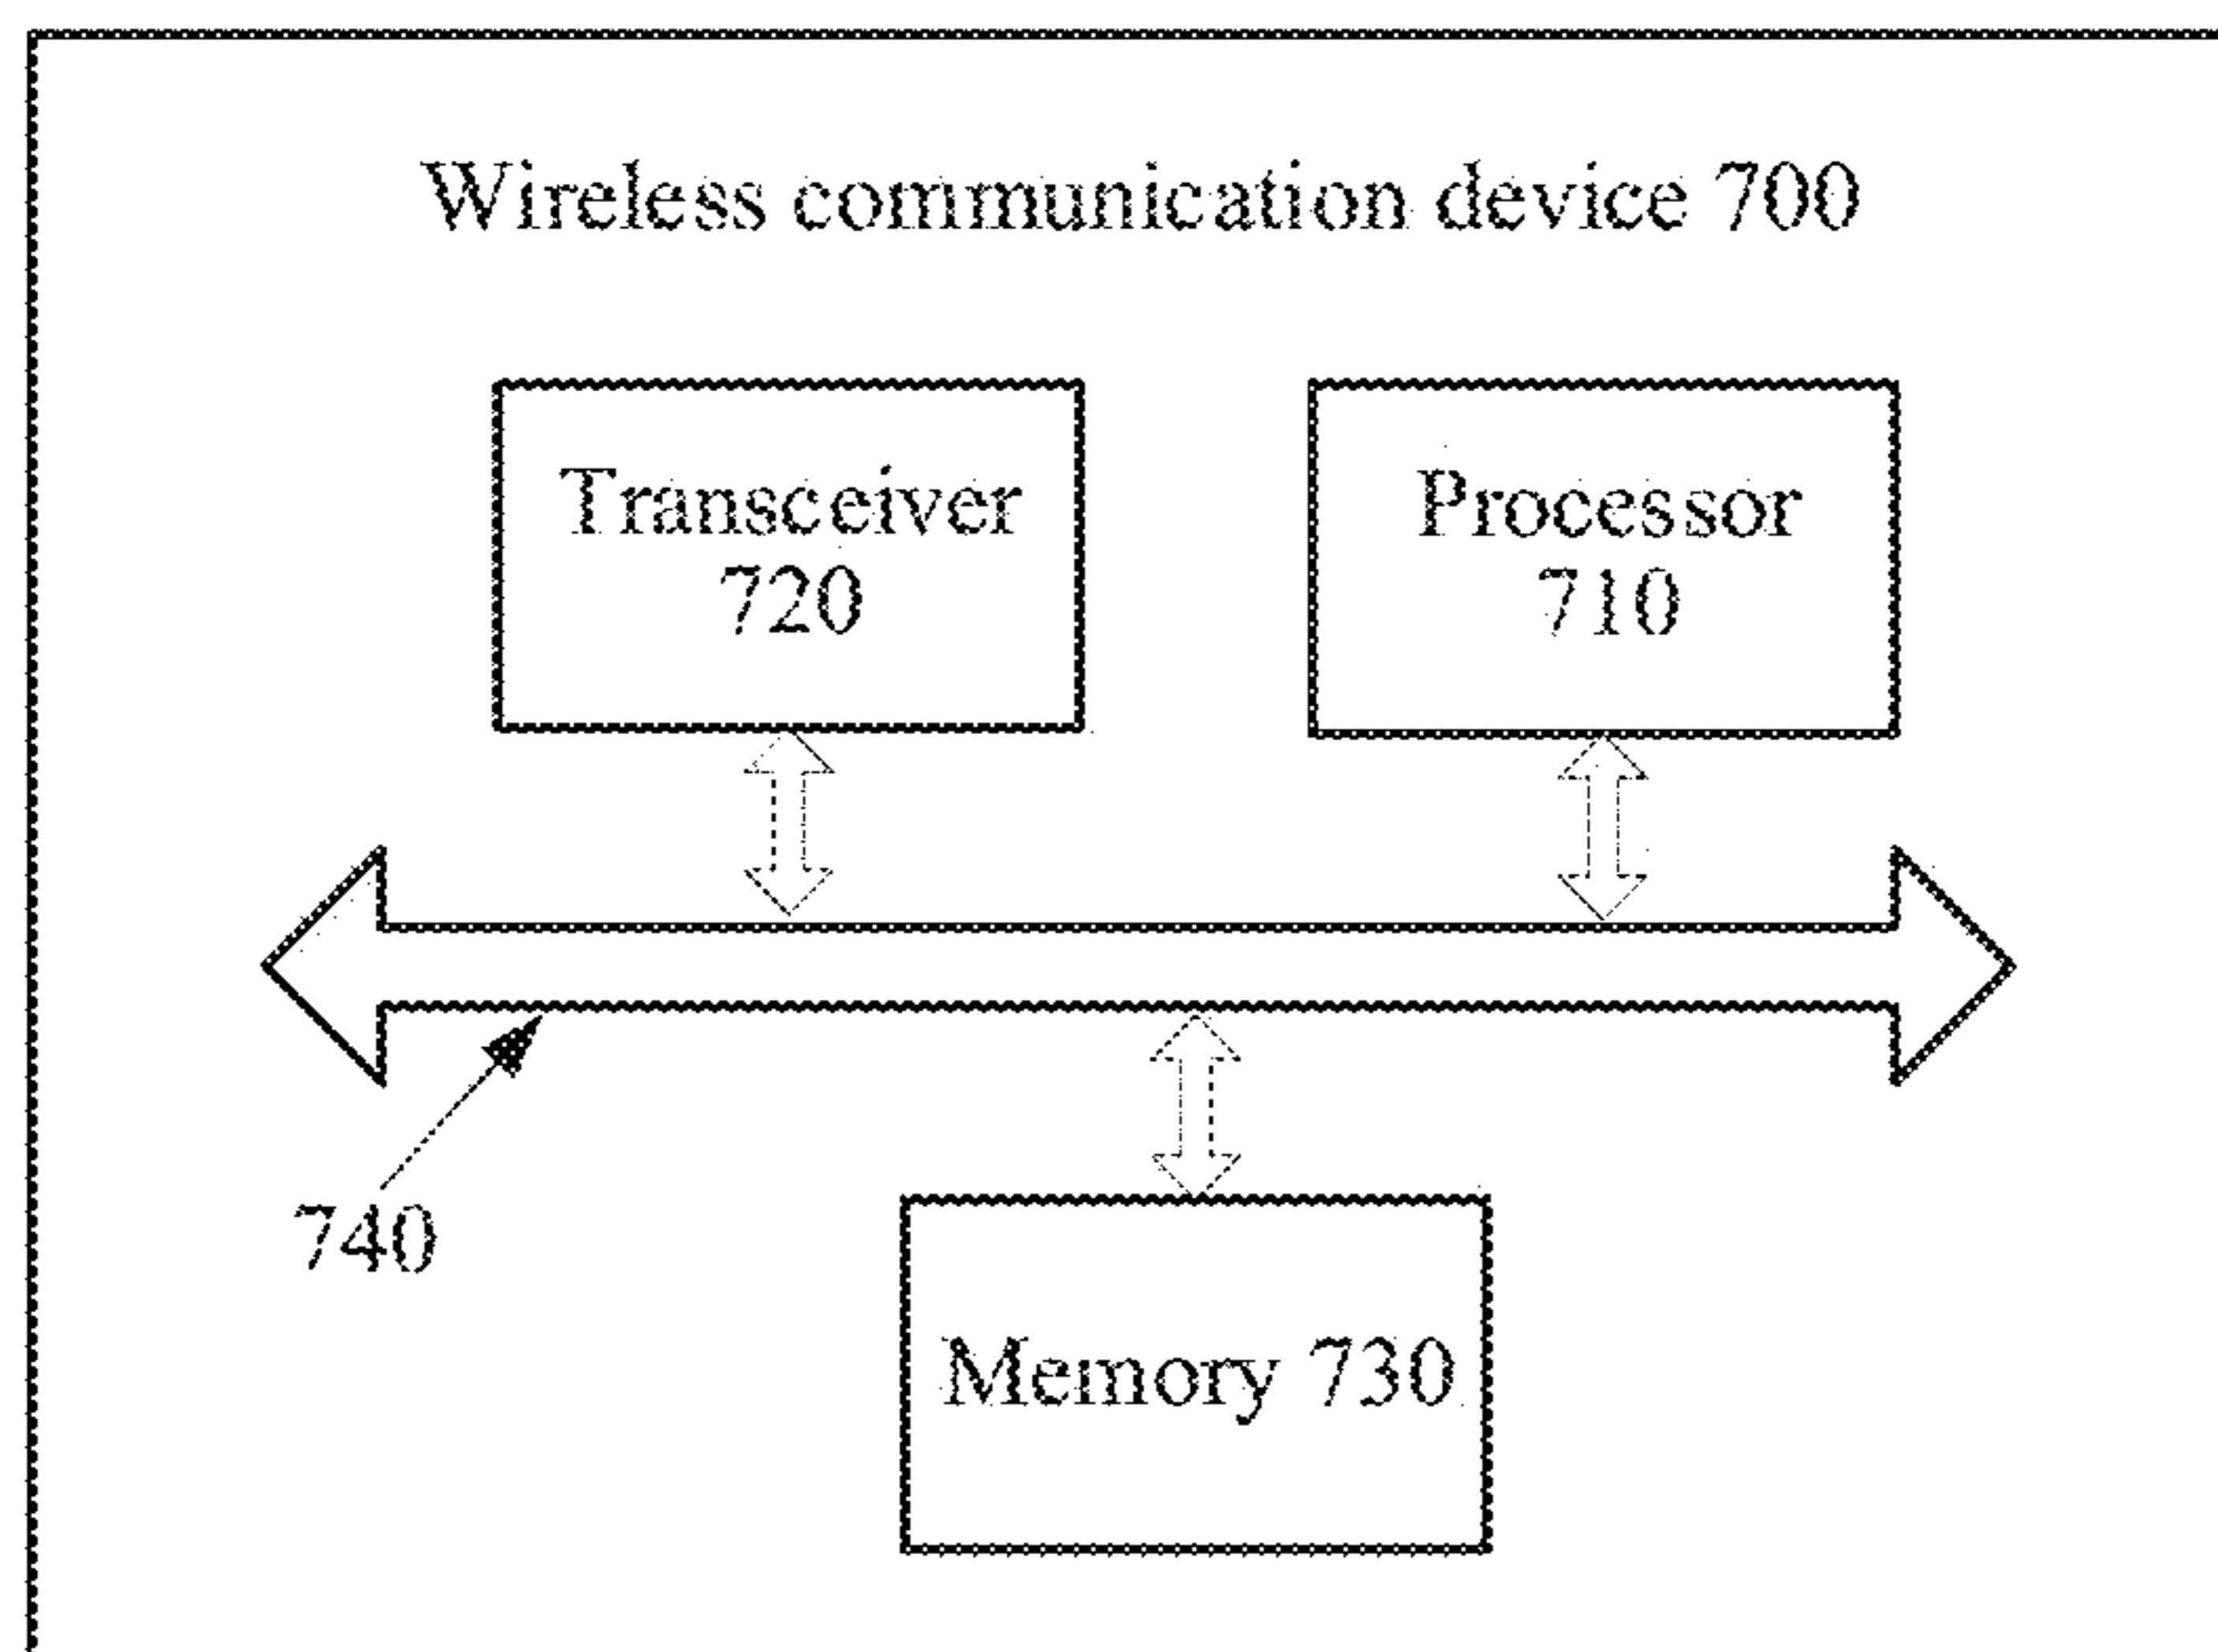 Wireless communication device 700
Transceiver
720
Processor
710
740
Memory 730